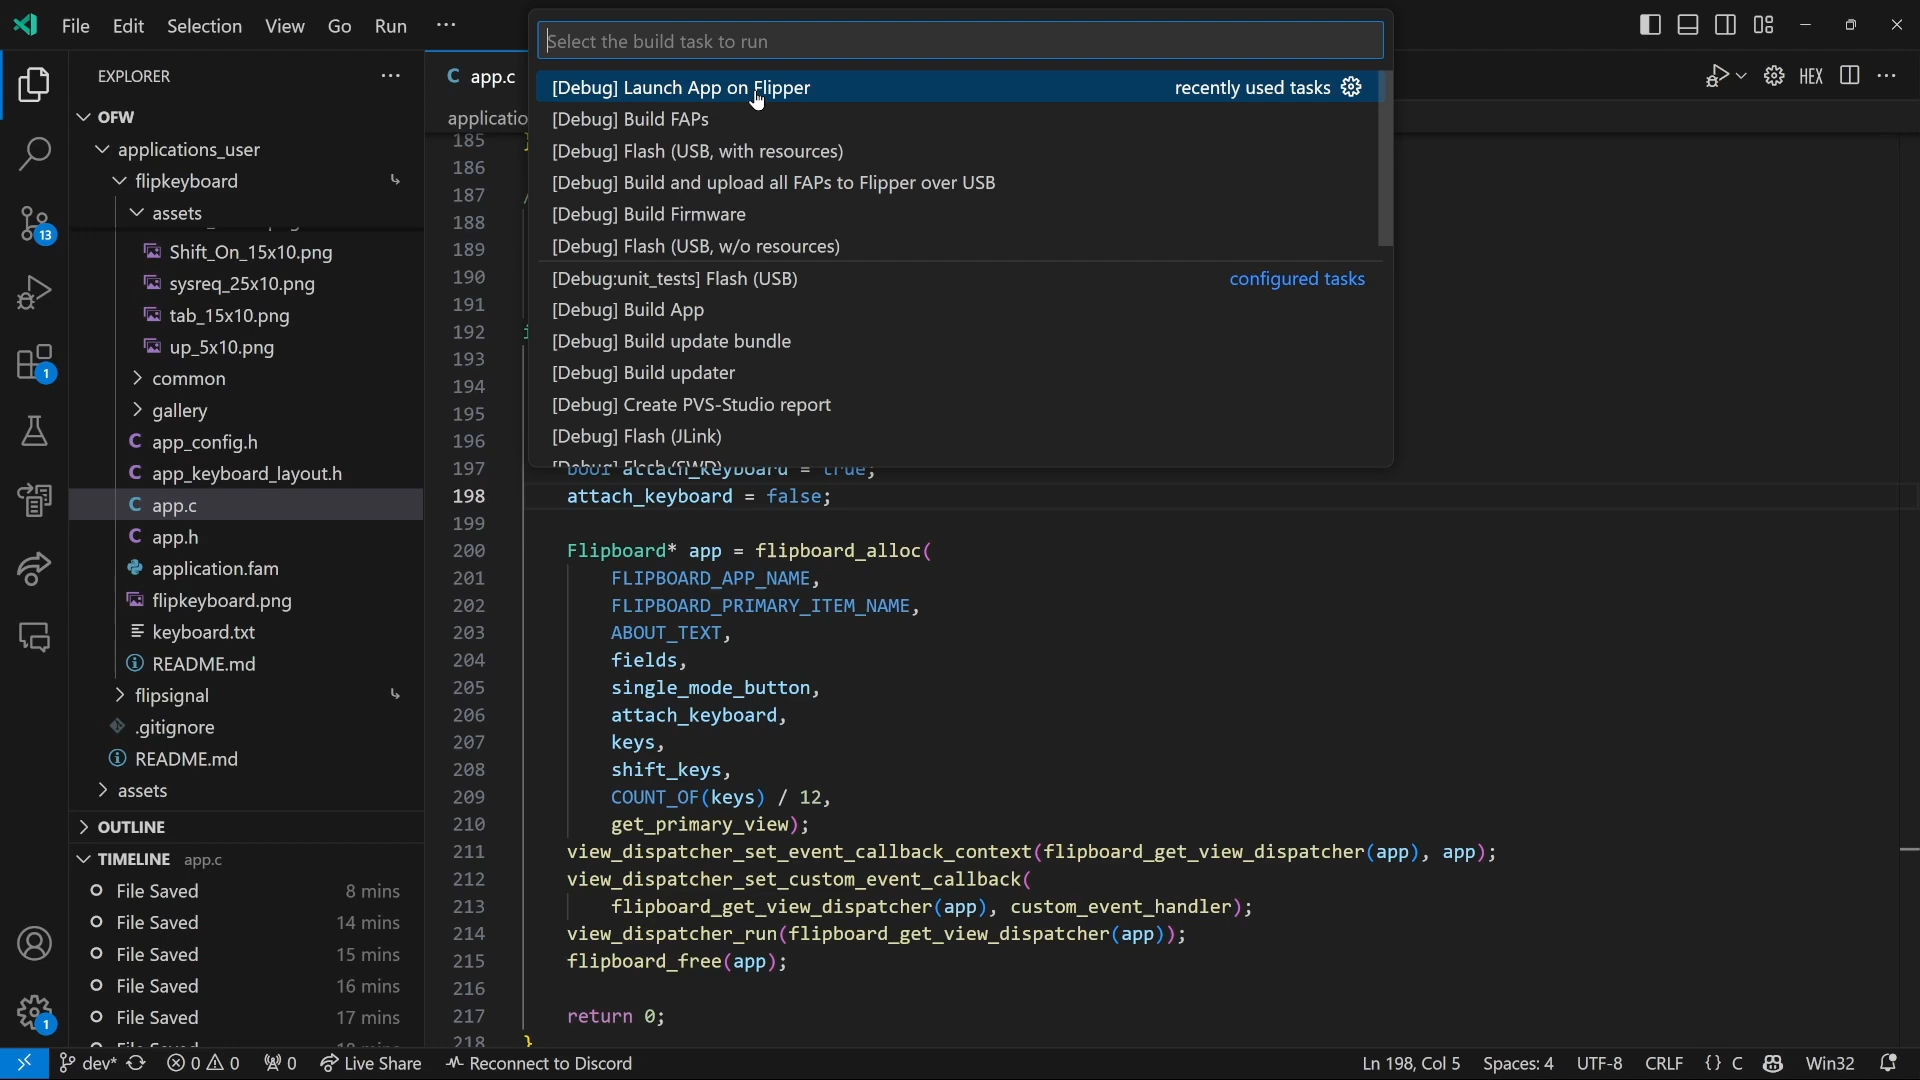 File Edit Selection View Go Run ···
Select the build task to run
[Debug] Launch App on Flipper recently used tasks
[Debug] Build FAPs
[Debug] Flash (USB, with resources)
[Debug] Build and upload all FAPs to Flipper over USB
[Debug] Build Firmware
[Debug] Flash (USB, w/o resources)
[Debug:unit_tests] Flash (USB) configured tasks
[Debug] Build App
[Debug] Build update bundle
[Debug] Build updater
[Debug] Create PVS-Studio report
[Debug] Flash (JLink)
[Debug] Flash (SWD)
EXPLORER ···
OFW
applications_user
flipkeyboard
assets
Shift_On_15x10.png
sysreq_25x10.png
tab_15x10.png
up_5x10.png
common
gallery
C app_config.h
C app_keyboard_layout.h
C app.c
C app.h
application.fam
flipkeyboard.png
keyboard.txt
README.md
flipsignal
.gitignore
README.md
assets
OUTLINE
TIMELINE app.c
File Saved 8 mins
File Saved 14 mins
File Saved 15 mins
File Saved 16 mins
File Saved 17 mins
13
1
1
C app.c
HEX ···
applicatio
185 }
186
187 /
188
189
190
191
192 i
193
194
195
196
197 bool attach_keyboard = true;
198 attach_keyboard = false;
199
200 Flipboard* app = flipboard_alloc(
201 FLIPBOARD_APP_NAME,
202 FLIPBOARD_PRIMARY_ITEM_NAME,
203 ABOUT_TEXT,
204 fields,
205 single_mode_button,
206 attach_keyboard,
207 keys,
208 shift_keys,
209 COUNT_OF(keys) / 12,
210 get_primary_view);
211 view_dispatcher_set_event_callback_context(flipboard_get_view_dispatcher(app), app);
212 view_dispatcher_set_custom_event_callback(
213 flipboard_get_view_dispatcher(app), custom_event_handler);
214 view_dispatcher_run(flipboard_get_view_dispatcher(app));
215 flipboard_free(app);
216
217 return 0;
218 }
dev* 0 0 0 Live Share Reconnect to Discord Ln 198, Col 5 Spaces: 4 UTF-8 CRLF {} C Win32